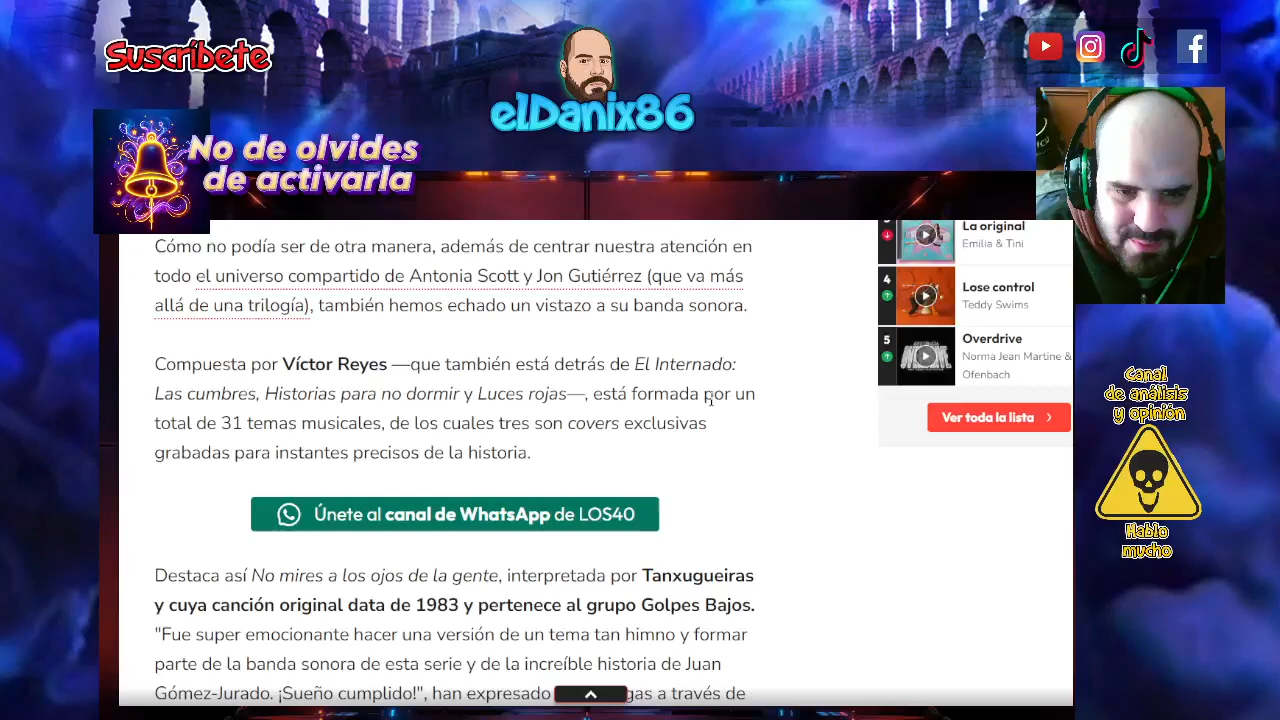 Suscríbete
elDanix86
No de olvides
de activarla
Cómo no podía ser de otra manera, además de centrar nuestra atención en
todo el universo compartido de Antonia Scott y Jon Gutiérrez (que va más
allá de una trilogía), también hemos echado un vistazo a su banda sonora.
Compuesta por Víctor Reyes —que también está detrás de El Internado:
Las cumbres, Historias para no dormir y Luces rojas—, está formada por un
total de 31 temas musicales, de los cuales tres son covers exclusivas
grabadas para instantes precisos de la historia.
Únete al canal de WhatsApp de LOS40
Destaca así No mires a los ojos de la gente, interpretada por Tanxugueiras
y cuya canción original data de 1983 y pertenece al grupo Golpes Bajos.
"Fue super emocionante hacer una versión de un tema tan himno y formar
parte de la banda sonora de esta serie y de la increíble historia de Juan
Gómez-Jurado. ¡Sueño cumplido!", han expresado gas a través de
La original
Emilia & Tini
4
Lose control
Teddy Swims
5
Overdrive
Norma Jean Martine &
Ofenbach
Ver toda la lista
Canal
de análisis
y opinión
Hablo
mucho